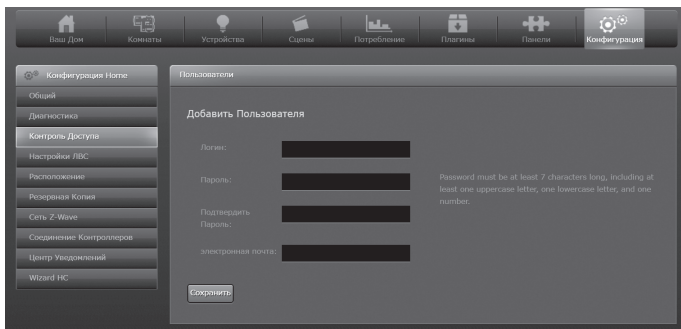 Ваш Дом
Комнаты
Устройства
Сцены
Потребление
Плагины
Панели
Конфигурация
Конфигурация Home
Общий
Диагностика
Контроль Доступа
Настройки ЛВС
Расположение
Резервная Копия
Сеть Z-Wave
Соединение Контроллеров
Центр Уведомлений
Wizard HC
Пользователи
Добавить Пользователя
Логин:
Пароль:
Password must be at least 7 characters long, including at
least one uppercase letter, one lowercase letter, and one
number.
Подтвердить
Пароль:
электронная почта:
Сохранить